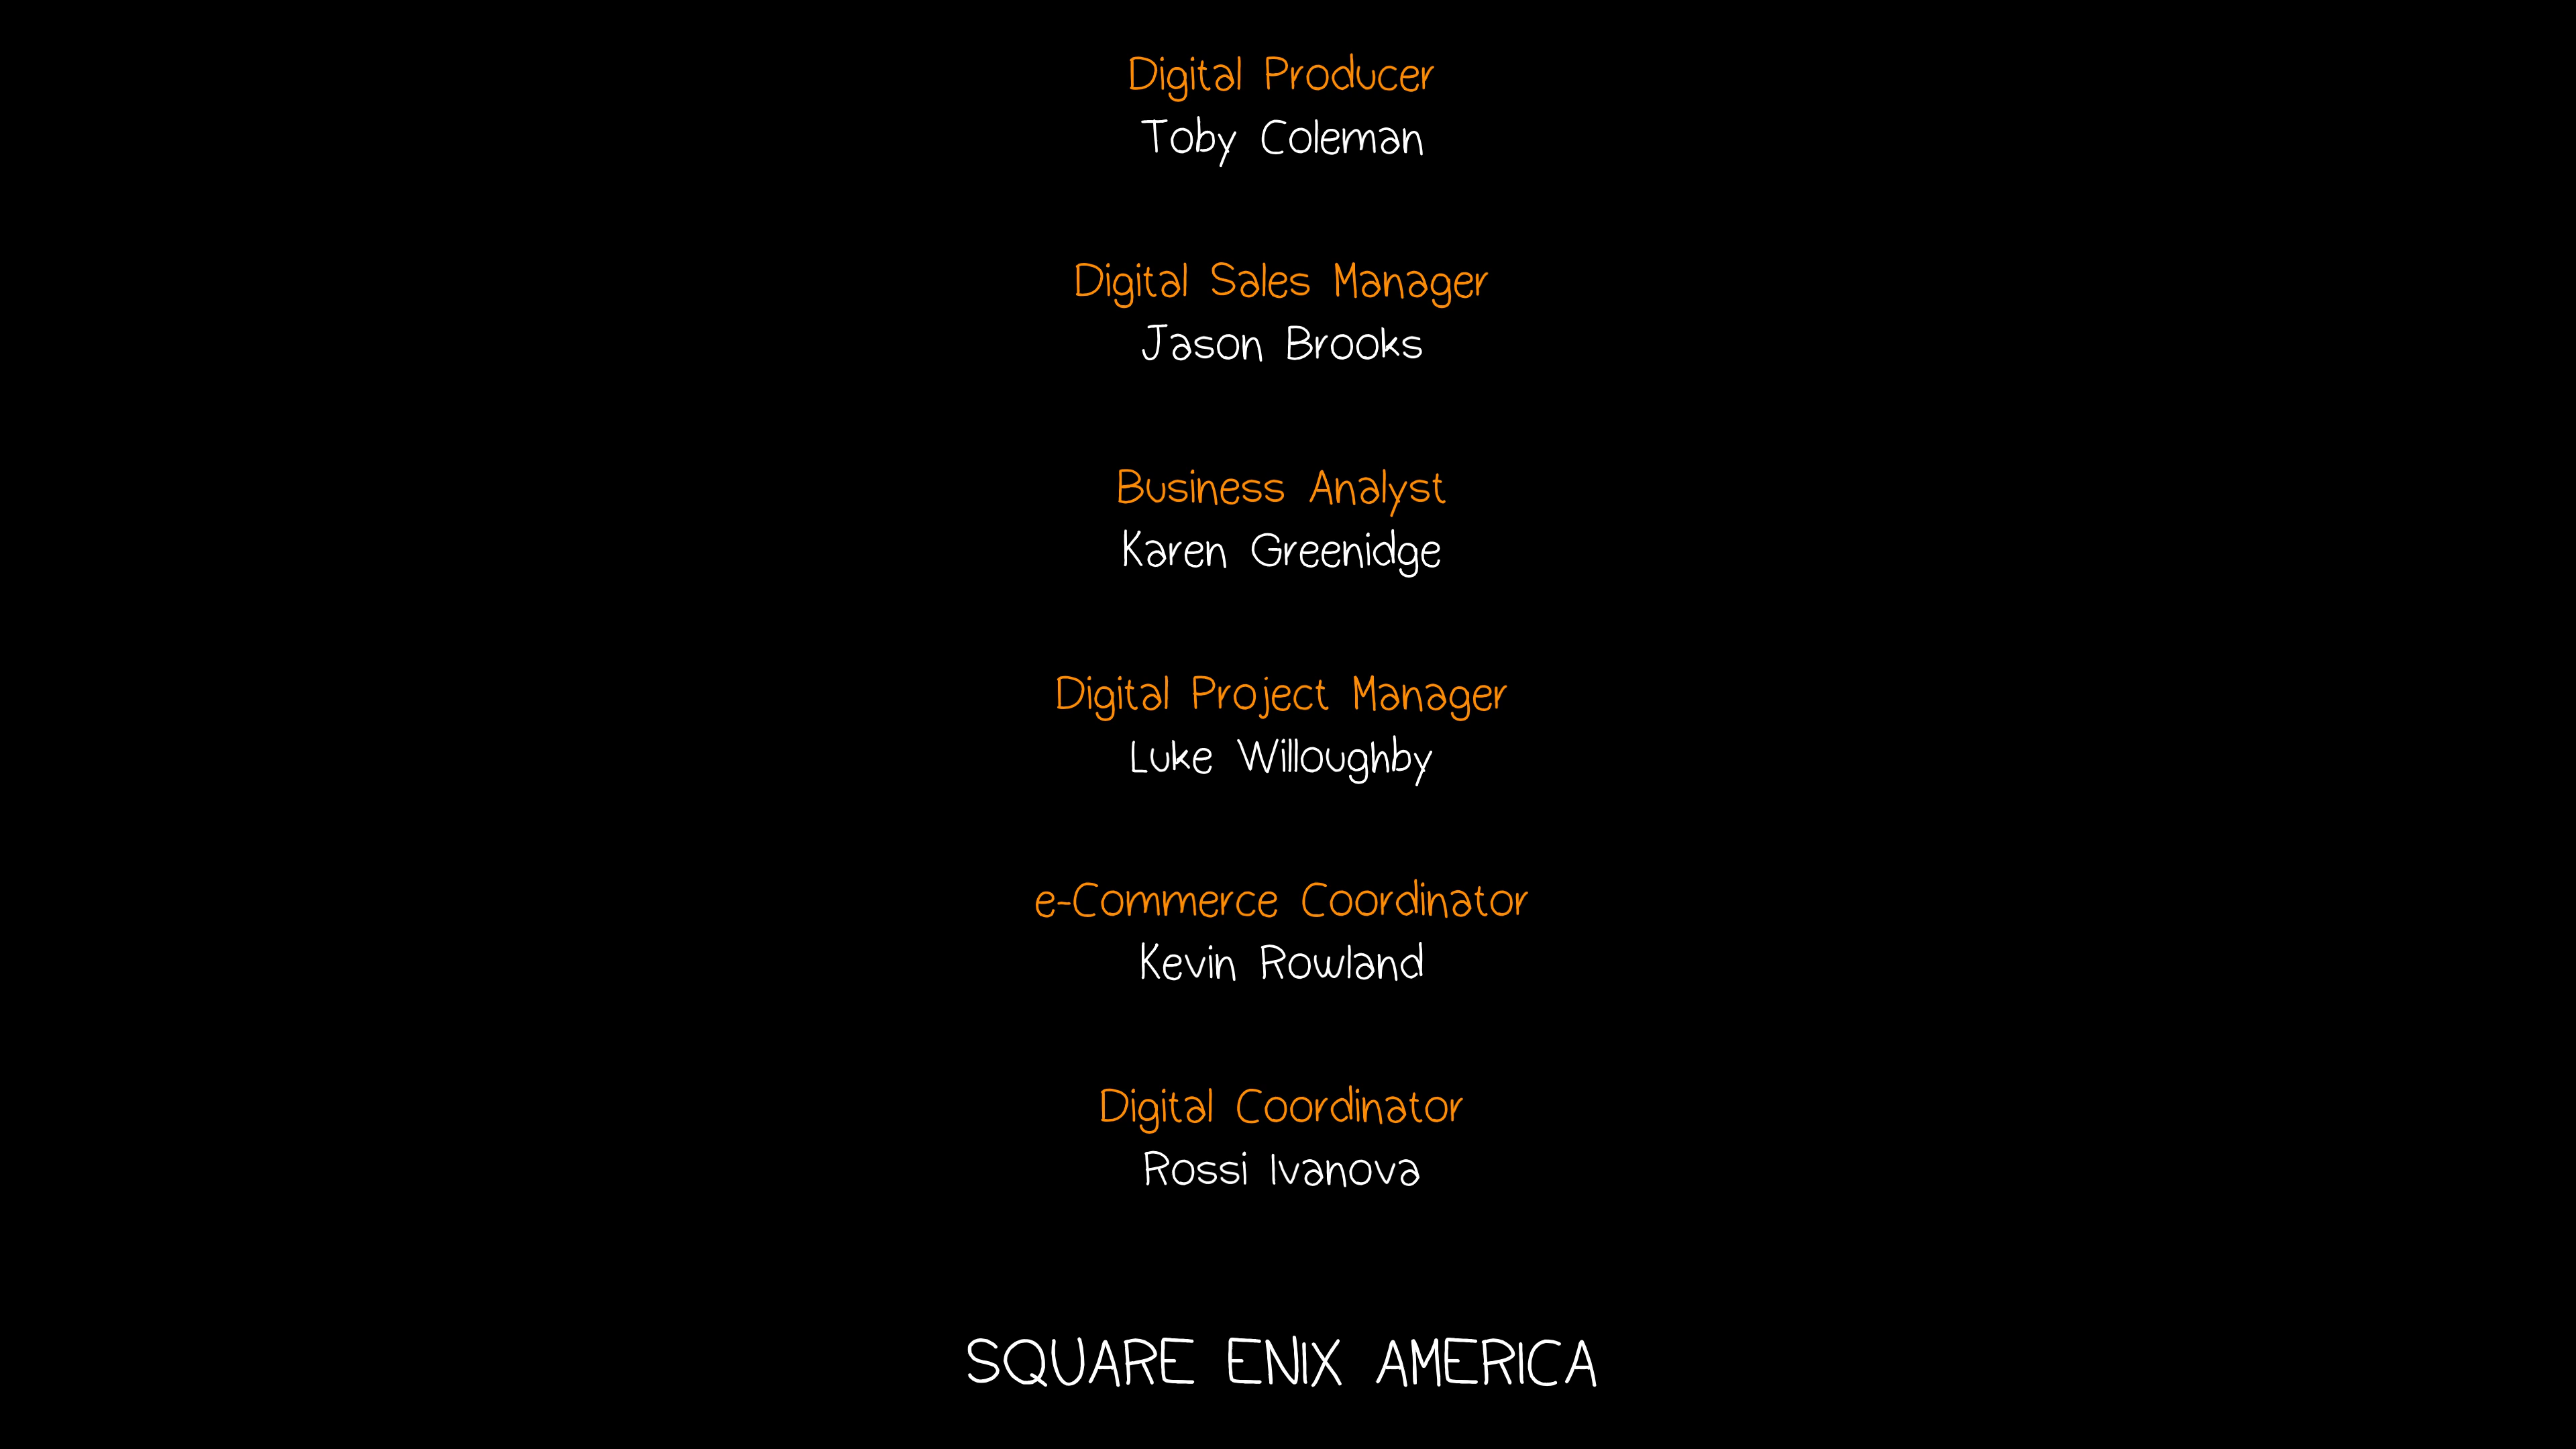 Digital Producer
Toby Coleman
Digital Sales Manager
Jason Brooks
Business Analyst
Karen Greenidge
Digital Project Manager
Luke Willoughby
e-Commerce Coordinator
Kevin Rowland
Digital Coordinator
Rossi Ivanova
SQUARE ENIX AMERICA